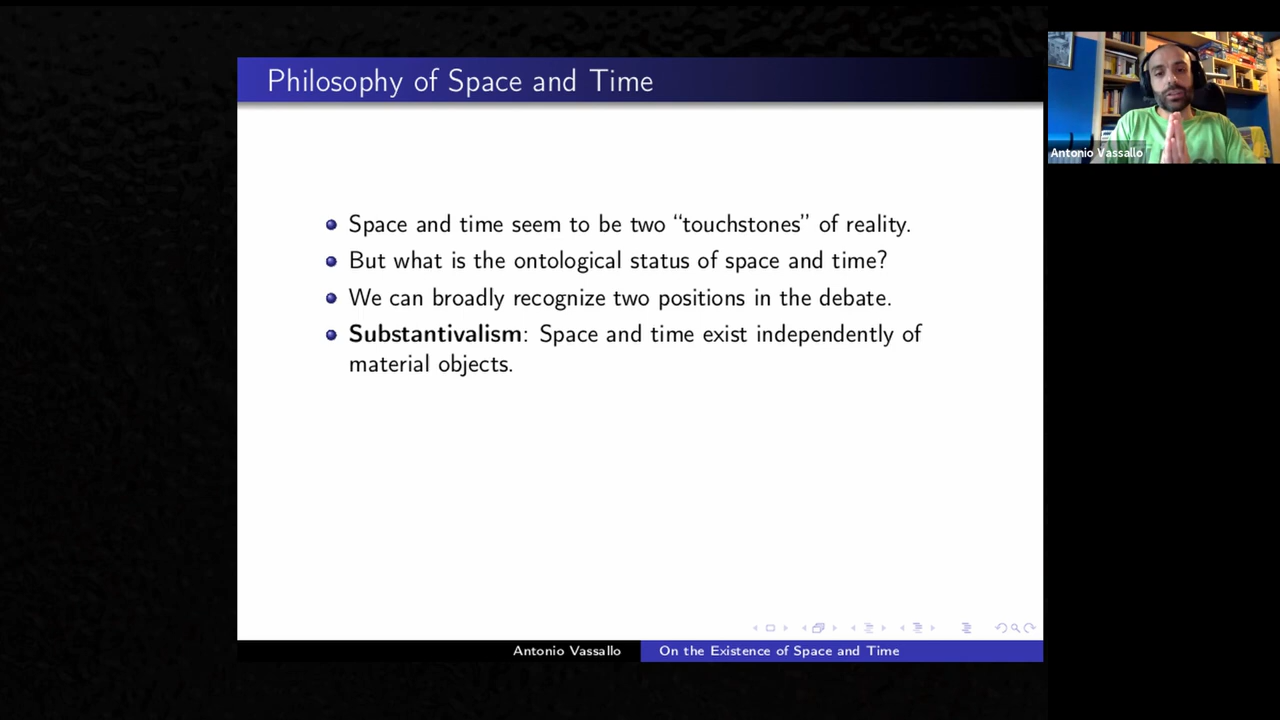 Philosophy of Space and Time
Antonio Vassallo
Space and time seem to be two “touchstones” of reality.
But what is the ontological status of space and time?
We can broadly recognize two positions in the debate.
Substantivalism: Space and time exist independently of
material objects.
Antonio Vassallo
On the Existence of Space and Time